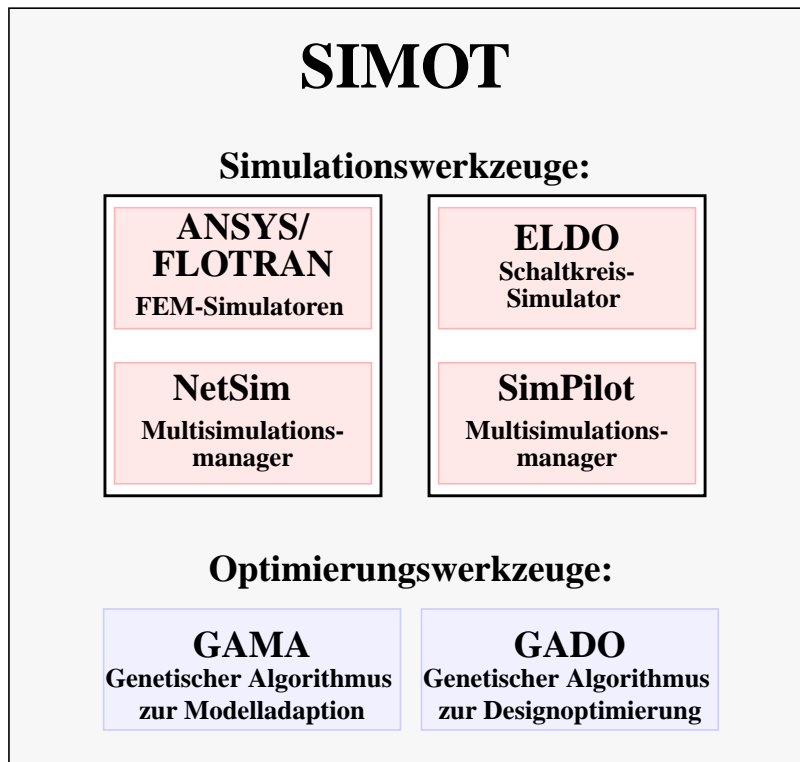 SIMOT
Simulationswerkzeuge:
ANSYS/
FLOTRAN
FEM-Simulatoren
NetSim
Multisimulations-
manager
ELDO
Schaltkreis-
Simulator
SimPilot
Multisimulations-
manager
Optimierungswerkzeuge:
GAMA
Genetischer Algorithmus
zur Modelladaption
GADO
Genetischer Algorithmus
zur Designoptimierung